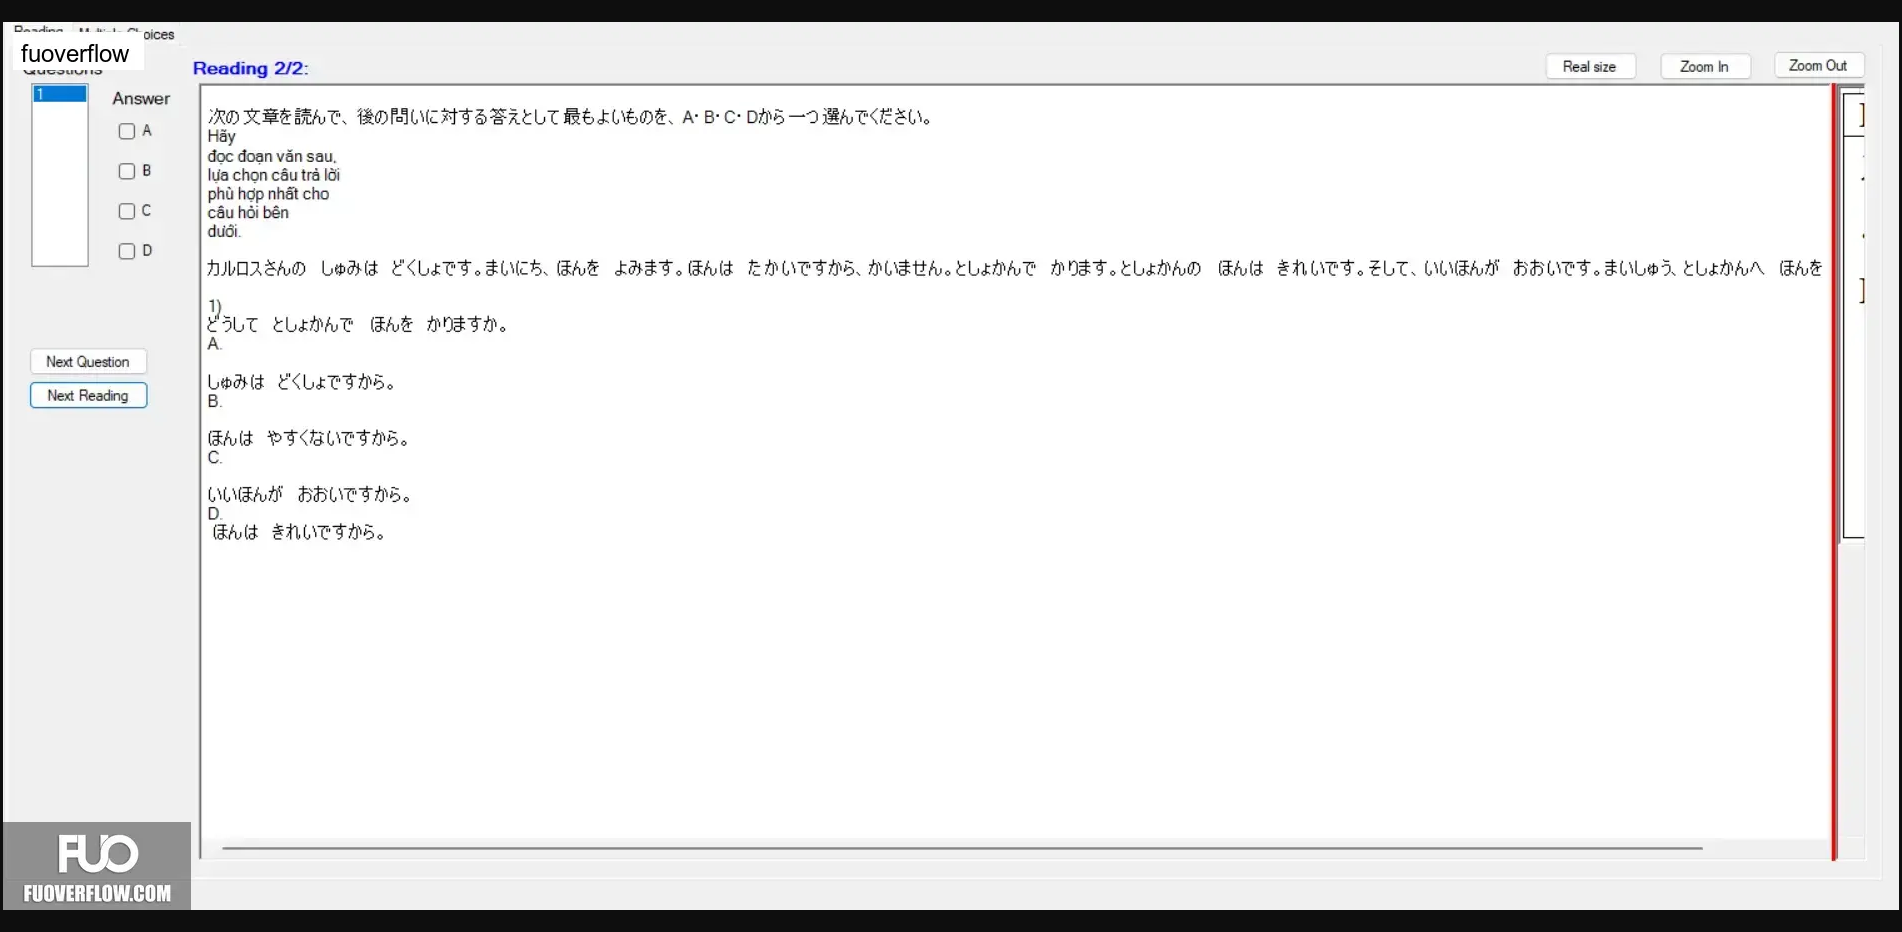 Reading
fuoverflow
Questions
Reading 2/2:
Real size
Zoom In
Zoom Out
1
Answer
A
B
C
D
Next Question
Next Reading
次の文章を読んで、後の問いに対する答えとして最もよいものを、A・B・C・Dから一つ選んでください。
Hãy
đọc đoạn văn sau,
lựa chọn câu trả lời
phù hợp nhất cho
câu hỏi bên
dưới.
カルロスさんの　しゅみは　どくしょです。まいにち、ほんを　よみます。ほんは　たかいですから、かいません。としょかんで　かります。としょかんの　ほんは　きれいです。そして、いいほんが　おおいです。まいしゅう、としょかんへ　ほんを
1)
どうして　としょかんで　ほんを　かりますか。
A.
しゅみは　どくしょですから。
B.
ほんは　やすくないですから。
C.
いいほんが　おおいですから。
D.
ほんは　きれいですから。
FUO
FUOVERFLOW.COM